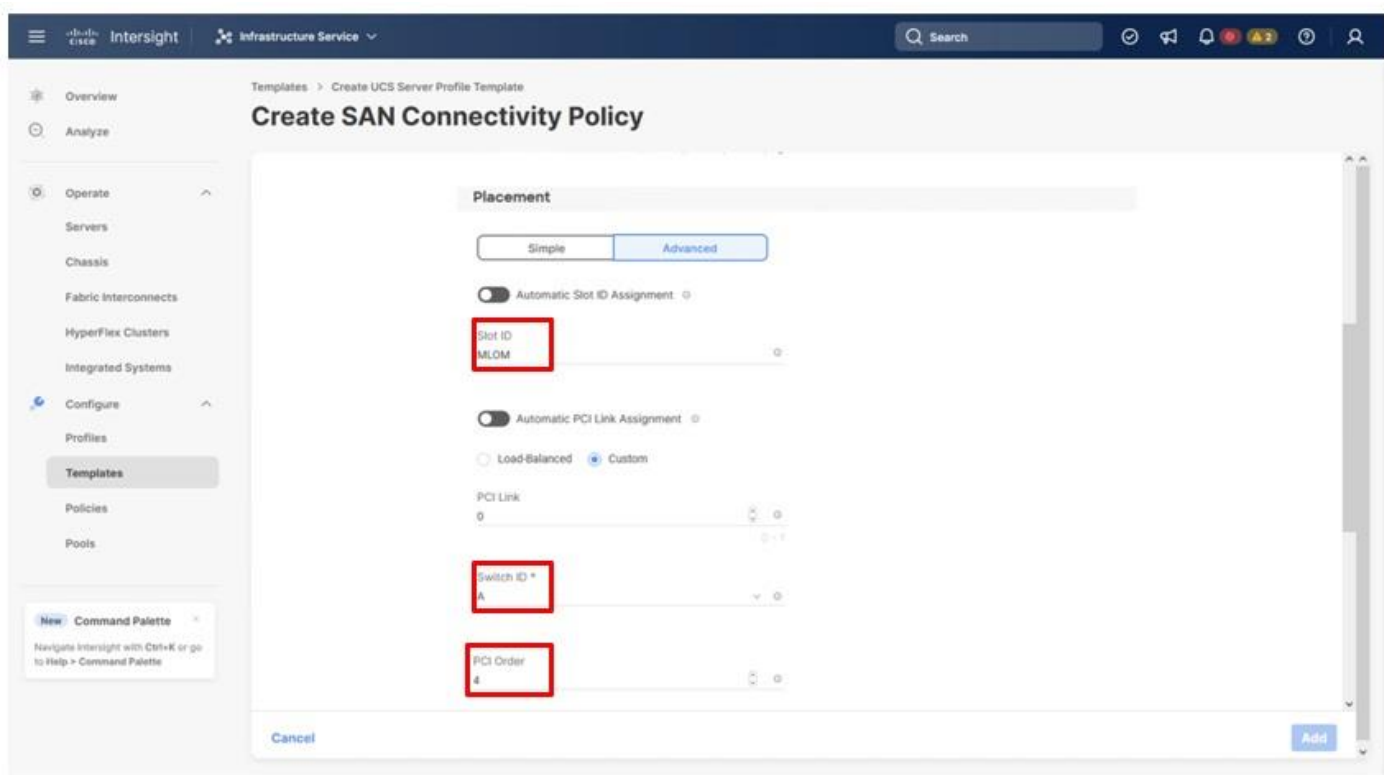 cisco Intersight Infrastructure Service Search 2
Overview
Analyze
Operate
Servers
Chassis
Fabric Interconnects
HyperFlex Clusters
Integrated Systems
Configure
Profiles
Templates
Policies
Pools
New Command Palette
Navigate Intersight with Ctrl+K or go
to Help > Command Palette
Templates > Create UCS Server Profile Template
Create SAN Connectivity Policy
Placement
Simple Advanced
Automatic Slot ID Assignment
Slot ID
MLOM
Automatic PCI Link Assignment
Load-Balanced Custom
PCI Link
0
Switch ID *
A
PCI Order
4
Cancel Add